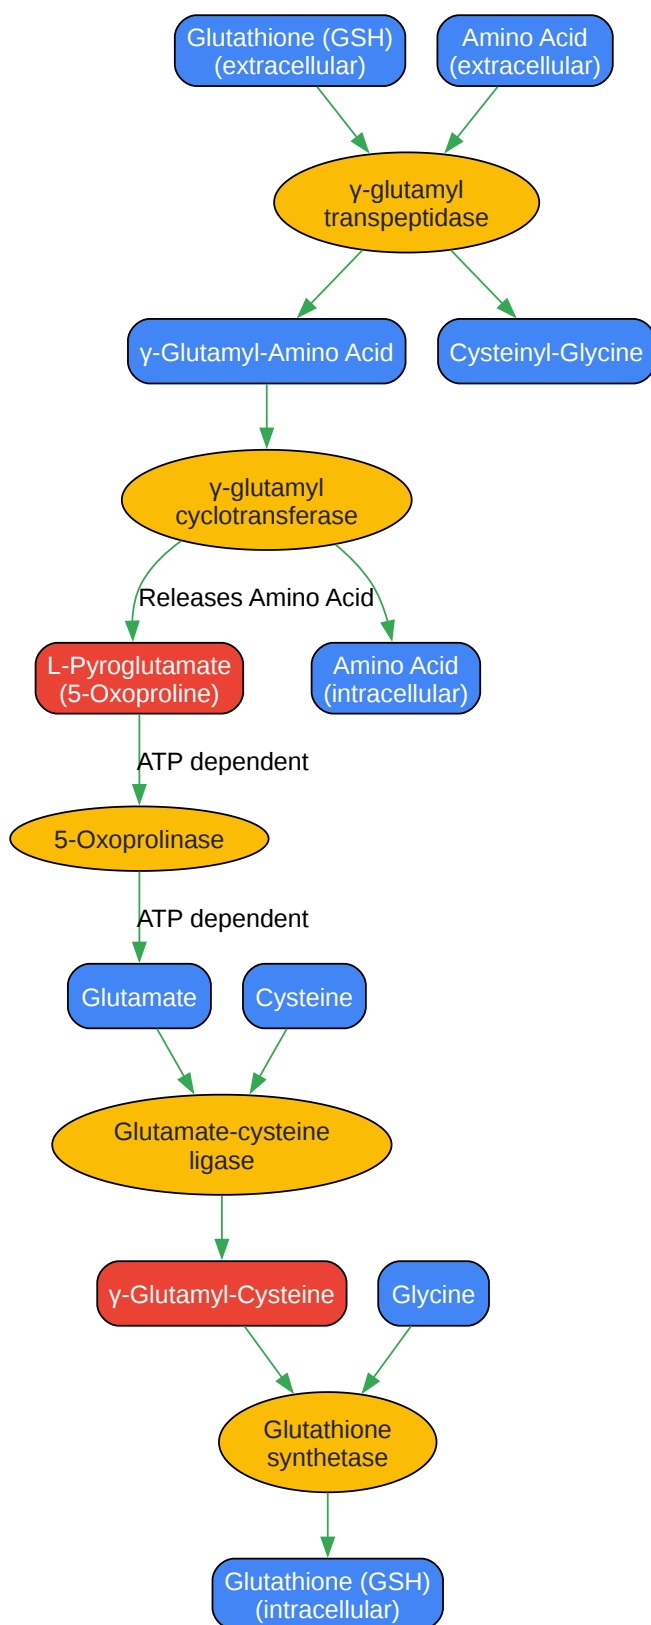 Glutathione (GSH)
(extracellular)
Amino Acid
(extracellular)
γ-glutamyl
transpeptidase
γ-Glutamyl-Amino Acid
Cysteinyl-Glycine
γ-glutamyl
cyclotransferase
Releases Amino Acid
L-Pyroglutamate
(5-Oxoproline)
Amino Acid
(intracellular)
ATP dependent
5-Oxoprolinase
ATP dependent
Glutamate
Cysteine
Glutamate-cysteine
ligase
γ-Glutamyl-Cysteine
Glycine
Glutathione
synthetase
Glutathione (GSH)
(intracellular)